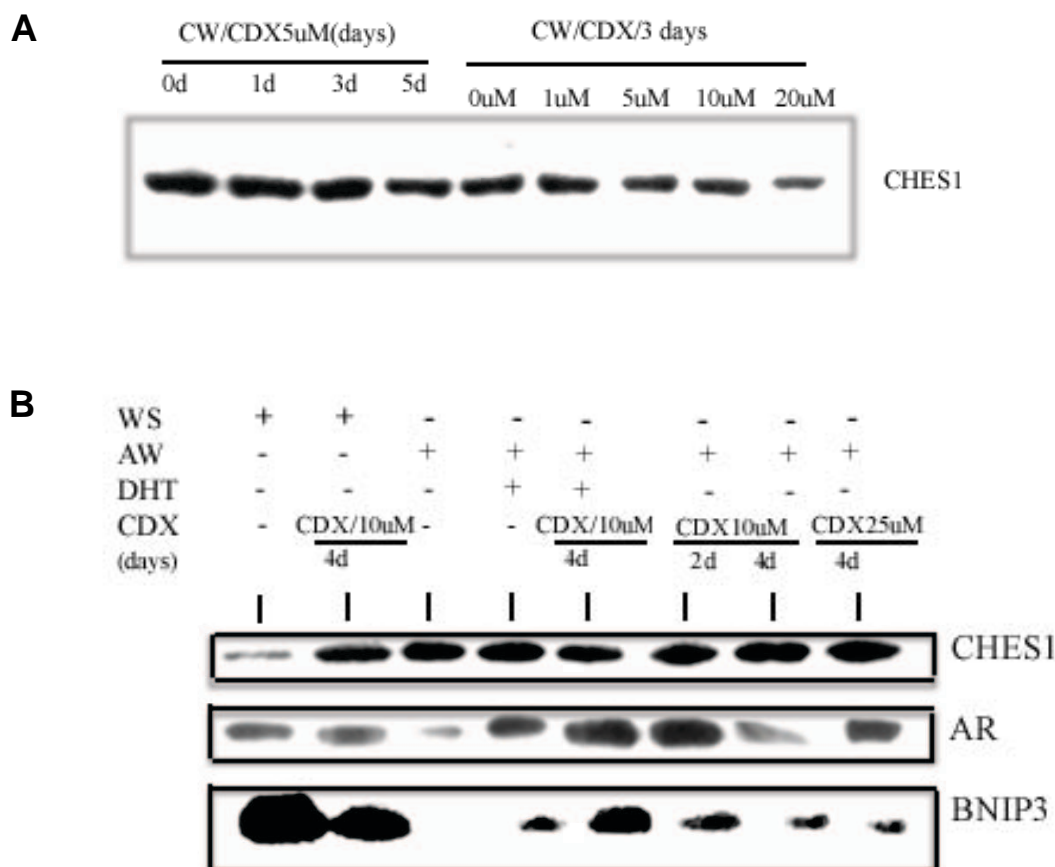 A
CW/CDX5uM(days) CW/CDX/3 days
0d 1d 3d 5d 0uM 1uM 5uM 10uM 20uM
CHES1
B
WS + + - - - - - -
AW - - + + + + + +
DHT - - - + + - - -
CDX - CDX/10uM - - CDX/10uM CDX10uM CDX25uM
(days) 4d 4d 2d 4d 4d
CHES1
AR
BNIP3